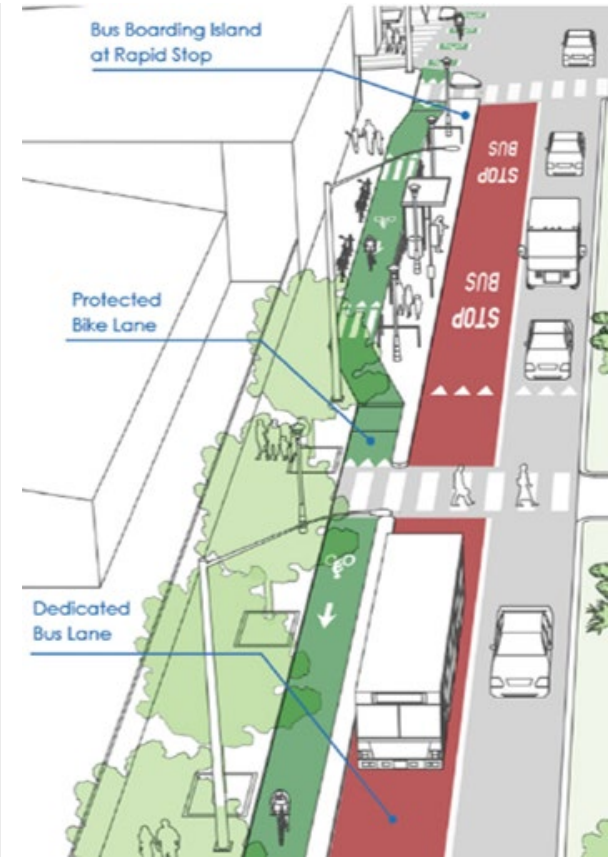 Bus Boarding Island
at Rapid Stop
BUS
STOP
Protected
Bike Lane
BUS
STOP
Dedicated
Bus Lane